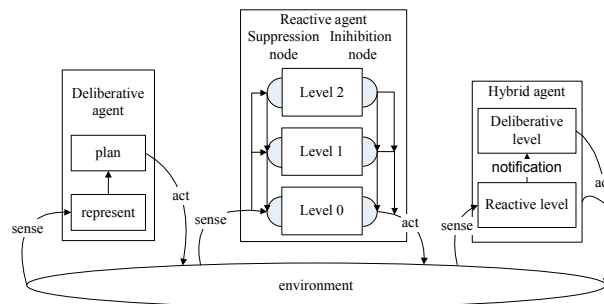 Reactive agent
Suppression node
Inihibition node
Level 2
Level 1
Level 0
Deliberative agent
plan
represent
sense
act
sense
act
Hybrid agent
Deliberative level
notification
Reactive level
sense
environment